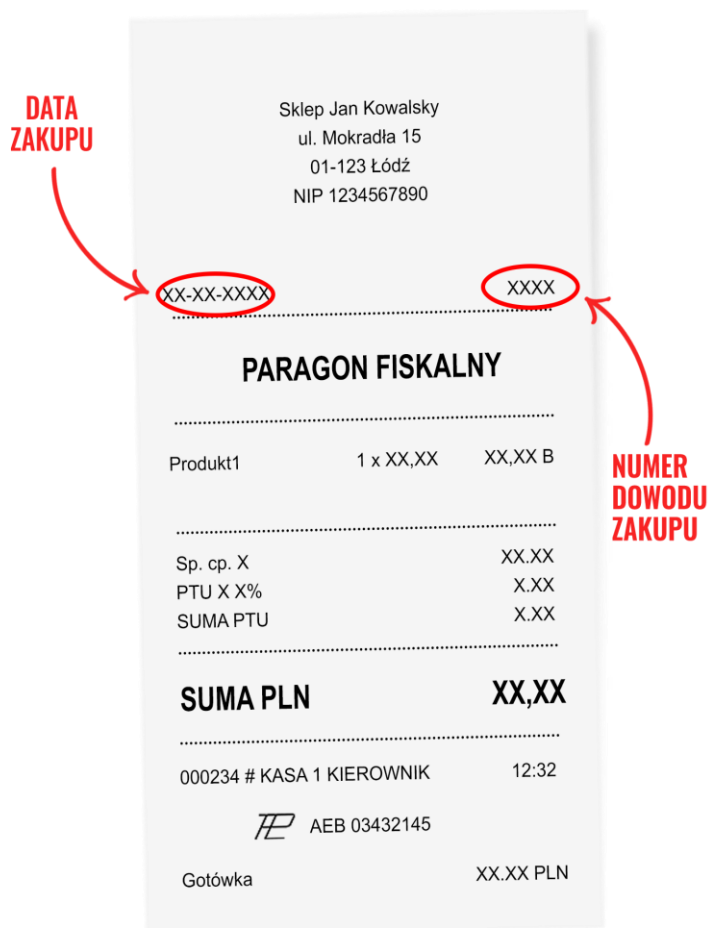 DATA
ZAKUPU
Sklep Jan Kowalsky
ul. Mokradła 15
01-123 Łódź
NIP 1234567890
XX-XX-XXXX XXXX
PARAGON FISKALNY
Produkt1 1 x XX,XX XX,XX B
NUMER
DOWODU
ZAKUPU
Sp. cp. X XX.XX
PTU X X% X.XX
SUMA PTU X.XX
SUMA PLN XX,XX
000234 # KASA 1 KIEROWNIK 12:32
AEB 03432145
Gotówka XX.XX PLN